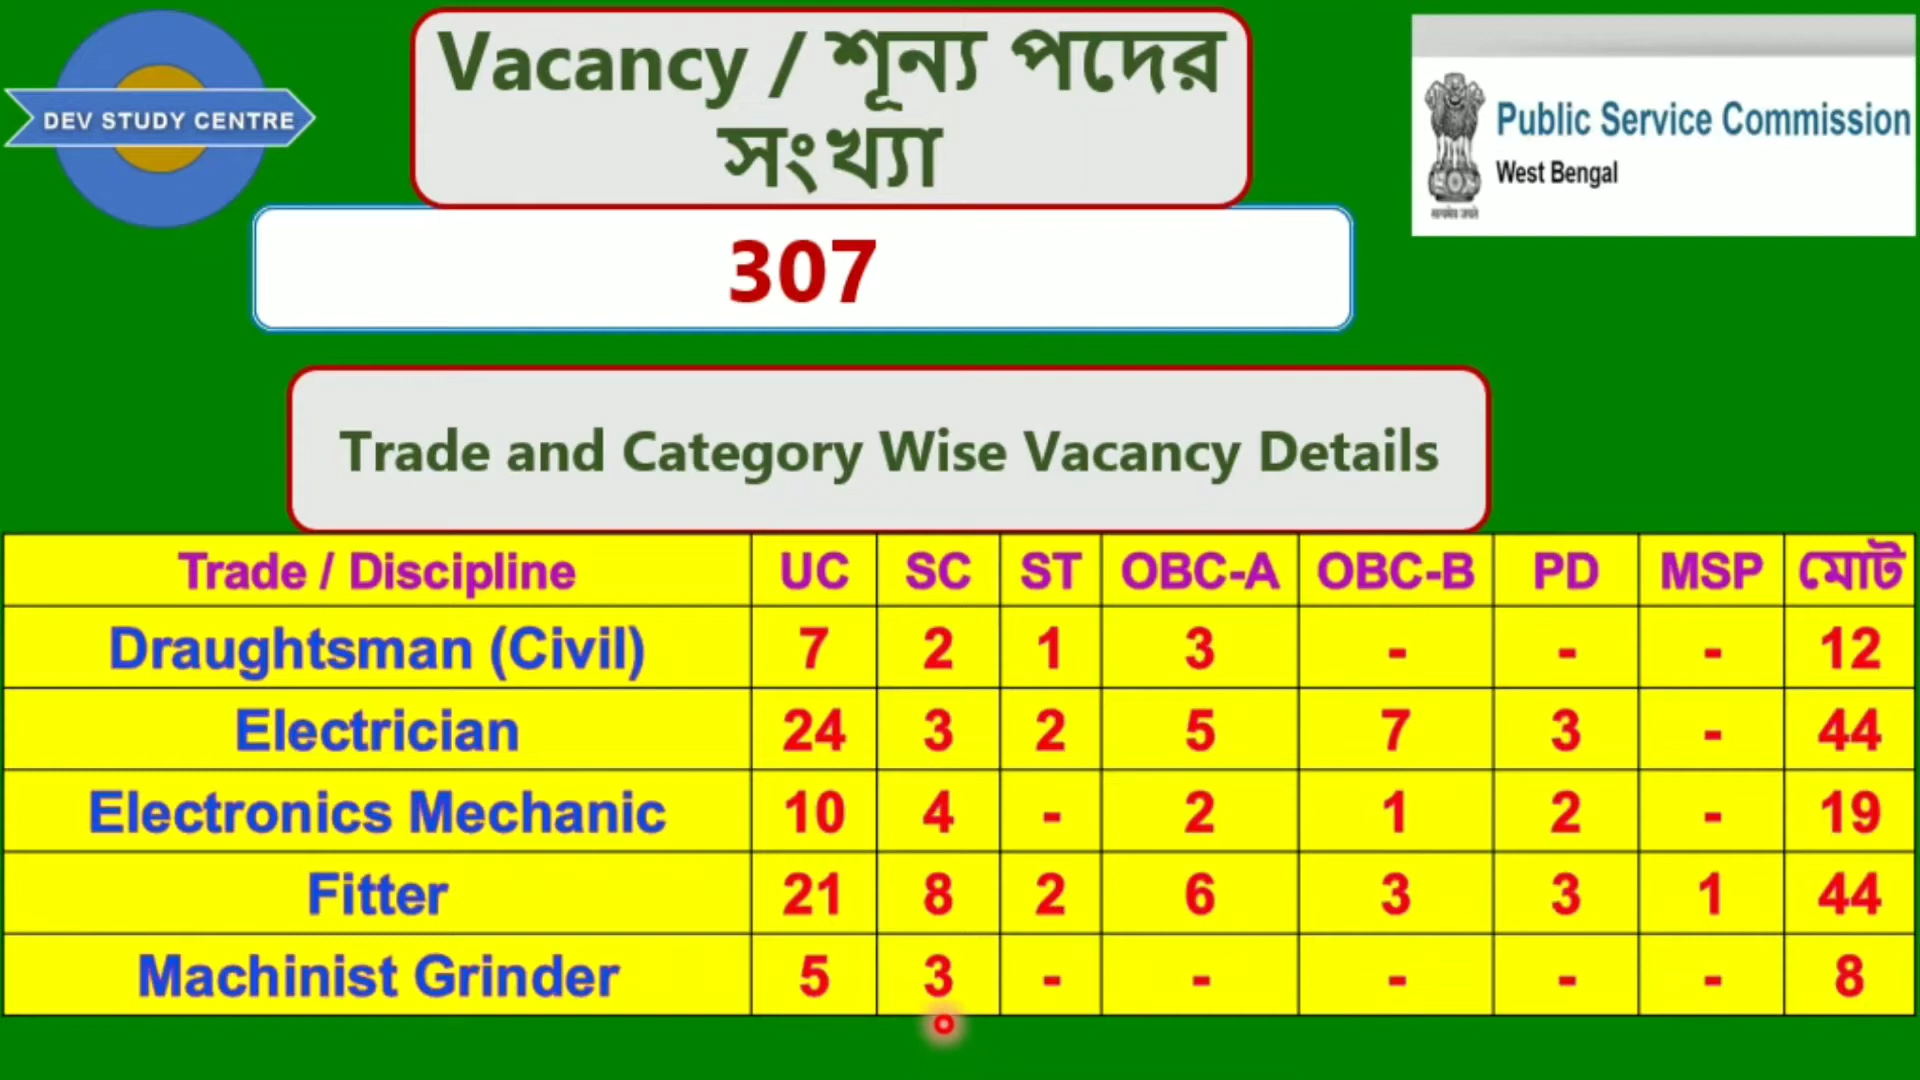 DEV STUDY CENTRE
Vacancy / শূন্য পদের
সংখ্যা
Public Service Commission
West Bengal
सत्यमेव जयते
307
Trade and Category Wise Vacancy Details
Trade / Discipline UC SC ST OBC-A OBC-B PD MSP মোট
Draughtsman (Civil) 7 2 1 3 - - - 12
Electrician 24 3 2 5 7 3 - 44
Electronics Mechanic 10 4 - 2 1 2 - 19
Fitter 21 8 2 6 3 3 1 44
Machinist Grinder 5 3 - - - - - 8